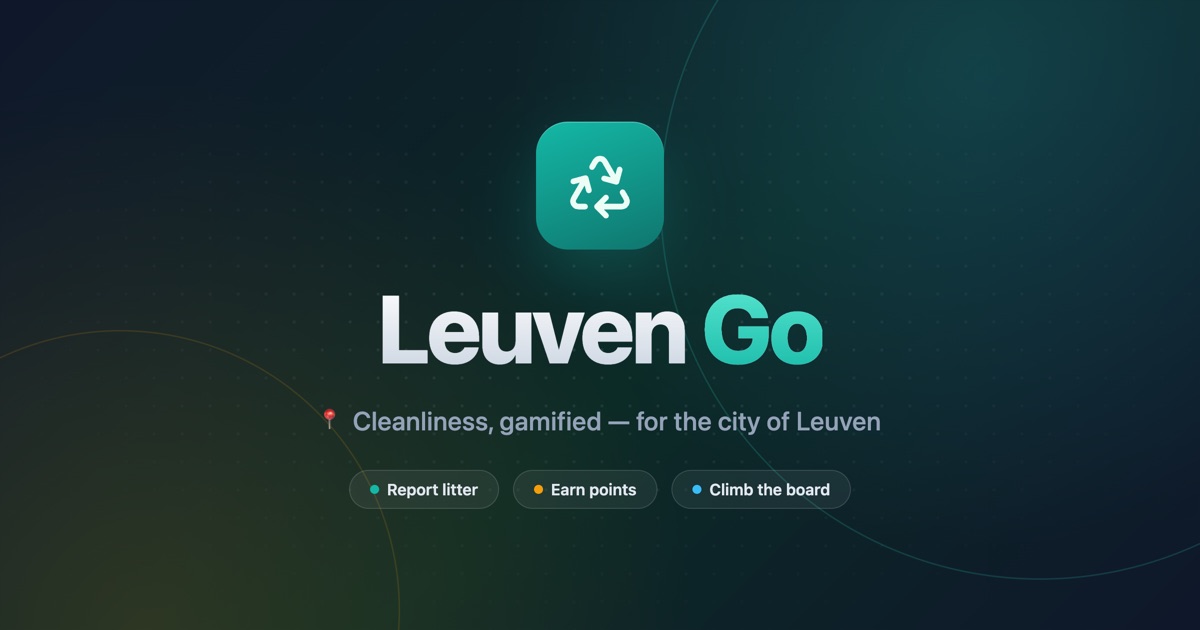 Leuven Go
📍 Cleanliness, gamified — for the city of Leuven
Report litter
Earn points
Climb the board